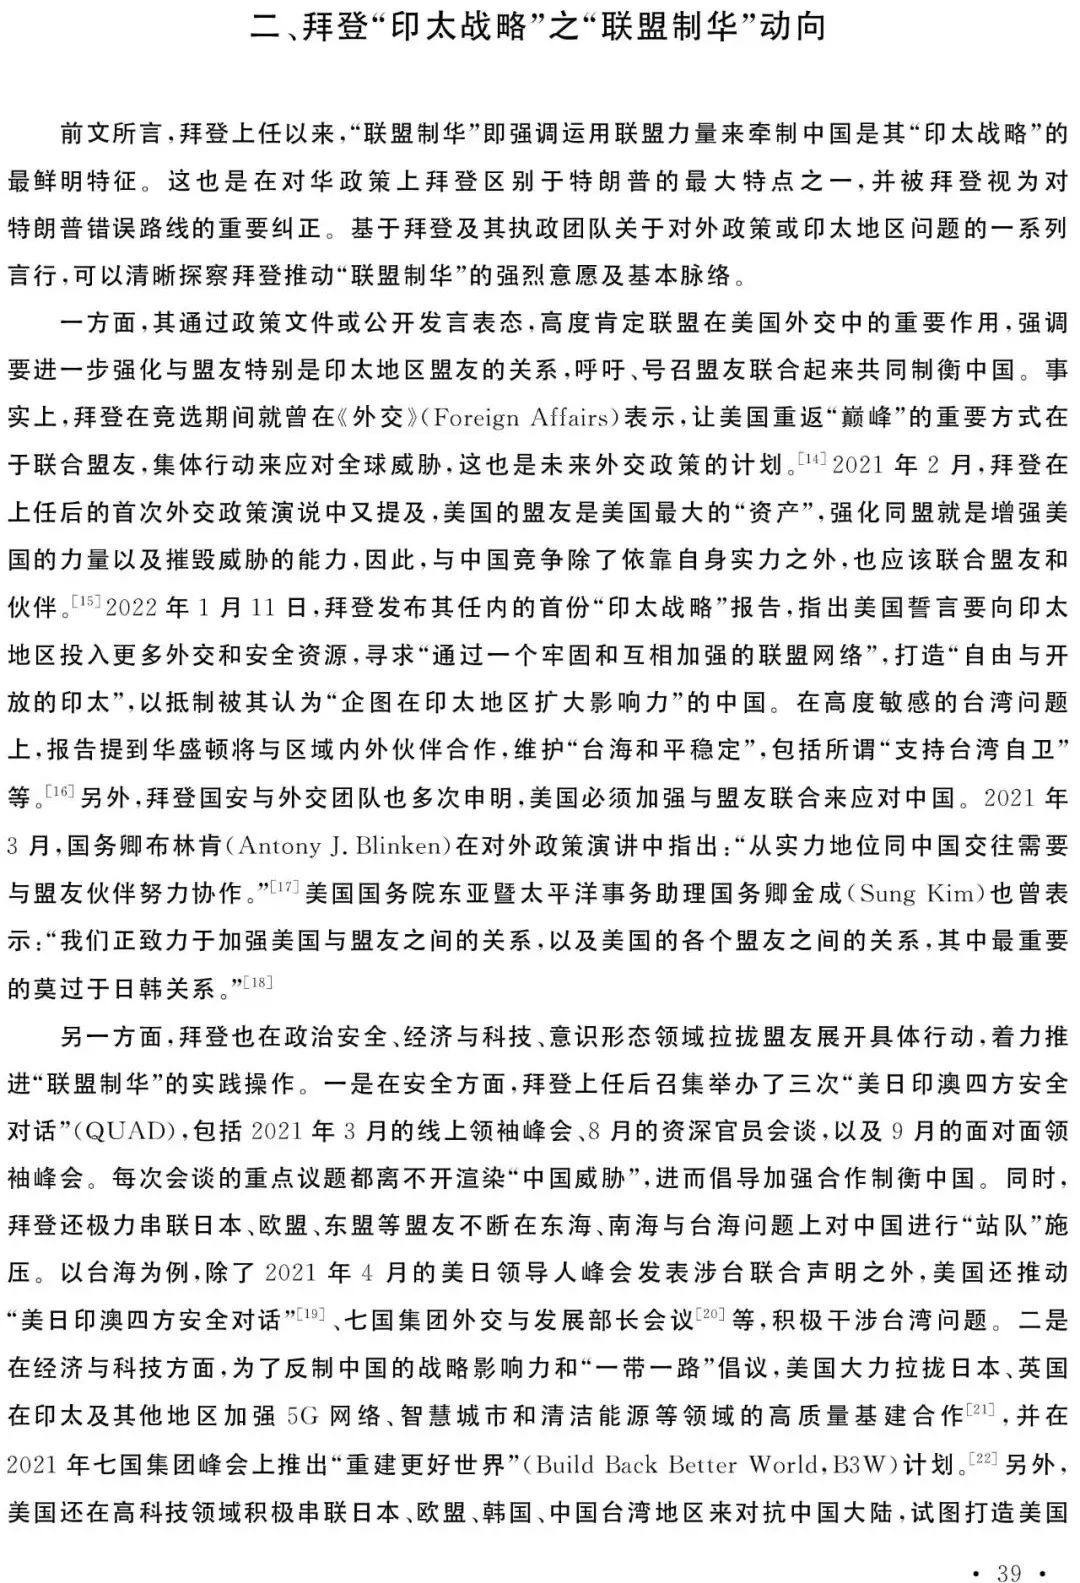 二、拜登“印太战略”之“联盟制华”动向
前文所言,拜登上任以来,“联盟制华”即强调运用联盟力量来牵制中国是其“印太战略”的
最鲜明特征。这也是在对华政策上拜登区别于特朗普的最大特点之一,并被拜登视为对
特朗普错误路线的重要纠正。基于拜登及其执政团队关于对外政策或印太地区问题的一系列
言行,可以清晰探察拜登推动“联盟制华”的强烈意愿及基本脉络。
一方面,其通过政策文件或公开发言表态,高度肯定联盟在美国外交中的重要作用,强调
要进一步强化与盟友特别是印太地区盟友的关系,呼吁、号召盟友联合起来共同制衡中国。事
实上,拜登在竞选期间就曾在《外交》(Foreign Affairs)表示,让美国重返“巅峰”的重要方式在
于联合盟友,集体行动来应对全球威胁,这也是未来外交政策的计划。[14]2021 年 2 月,拜登在
上任后的首次外交政策演说中又提及,美国的盟友是美国最大的“资产”,强化同盟就是增强美
国的力量以及摧毁威胁的能力,因此,与中国竞争除了依靠自身实力之外,也应该联合盟友和
伙伴。[15]2022 年 1 月 11 日,拜登发布其任内的首份“印太战略”报告,指出美国誓言要向印太
地区投入更多外交和安全资源,寻求“通过一个牢固和互相加强的联盟网络”,打造“自由与开
放的印太”,以抵制被其认为“企图在印太地区扩大影响力”的中国。在高度敏感的台湾问题
上,报告提到华盛顿将与区域内外伙伴合作,维护“台海和平稳定”,包括所谓“支持台湾自卫”
等。[16]另外,拜登国安与外交团队也多次申明,美国必须加强与盟友联合来应对中国。2021 年
3 月,国务卿布林肯(Antony J. Blinken)在对外政策演讲中指出:“从实力地位同中国交往需要
与盟友伙伴努力协作。”[17]美国国务院东亚暨太平洋事务助理国务卿金成(Sung Kim)也曾表
示:“我们正致力于加强美国与盟友之间的关系,以及美国的各个盟友之间的关系,其中最重要
的莫过于日韩关系。”[18]
另一方面,拜登也在政治安全、经济与科技、意识形态领域拉拢盟友展开具体行动,着力推
进“联盟制华”的实践操作。一是在安全方面,拜登上任后召集举办了三次“美日印澳四方安全
对话”(QUAD),包括 2021 年 3 月的线上领袖峰会、8 月的资深官员会谈,以及 9 月的面对面领
袖峰会。每次会谈的重点议题都离不开渲染“中国威胁”,进而倡导加强合作制衡中国。同时,
拜登还极力串联日本、欧盟、东盟等盟友不断在东海、南海与台海问题上对中国进行“站队”施
压。以台海为例,除了 2021 年 4 月的美日领导人峰会发表涉台联合声明之外,美国还推动
“美日印澳四方安全对话”[19]、七国集团外交与发展部长会议[20]等,积极干涉台湾问题。二是
在经济与科技方面,为了反制中国的战略影响力和“一带一路”倡议,美国大力拉拢日本、英国
在印太及其他地区加强 5G 网络、智慧城市和清洁能源等领域的高质量基建合作[21],并在
2021 年七国集团峰会上推出“重建更好世界”(Build Back Better World,B3W)计划。[22]另外,
美国还在高科技领域积极串联日本、欧盟、韩国、中国台湾地区来对抗中国大陆,试图打造美国
• 39 •